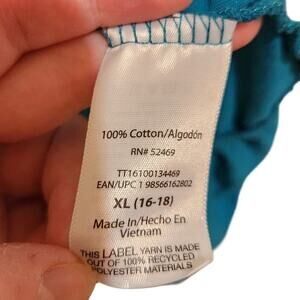 100% Cotton/Algodón
RN# 52469
TT16100134469
EAN/UPC 1 98566162802
XL (16-18)
Made in/Hecho En
Vietnam
THIS LABEL YARN IS MADE
OUT OF 100% RECYCLED
POLYESTER MATERIALS